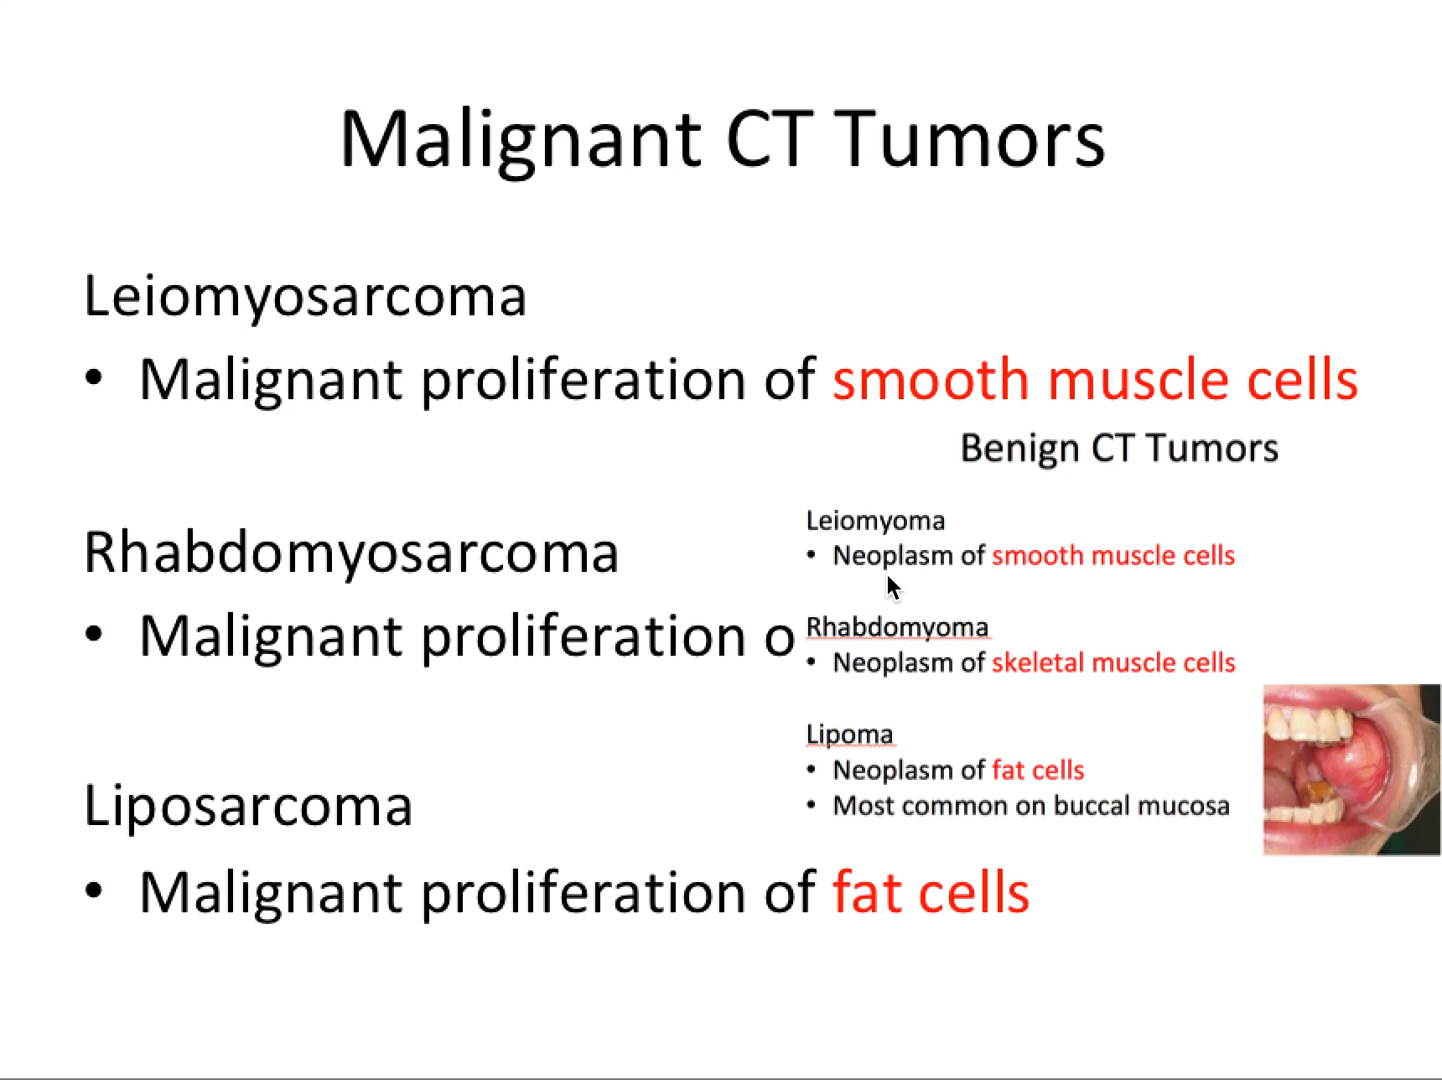 Malignant CT Tumors
Leiomyosarcoma
• Malignant proliferation of smooth muscle cells
Rhabdomyosarcoma
• Malignant proliferation o
Liposarcoma
• Malignant proliferation of fat cells
Benign CT Tumors
Leiomyoma
• Neoplasm of smooth muscle cells
Rhabdomyoma
• Neoplasm of skeletal muscle cells
Lipoma
• Neoplasm of fat cells
• Most common on buccal mucosa